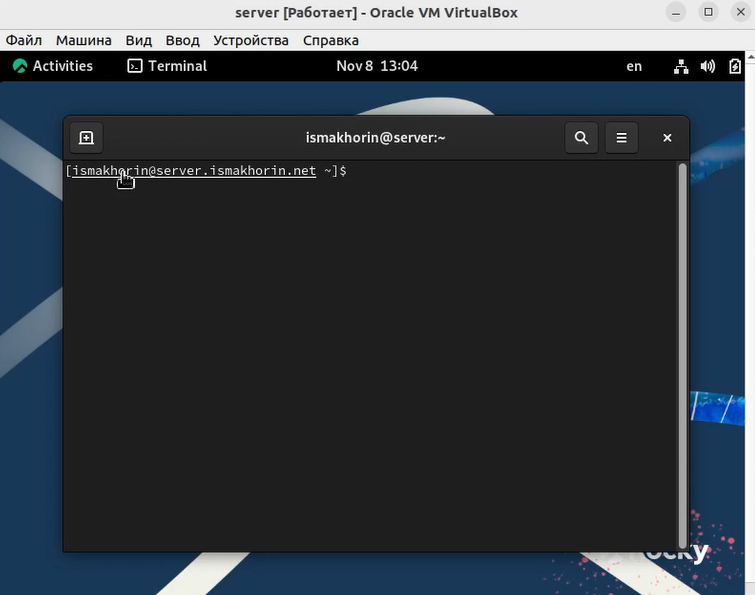 server [Работает] - Oracle VM VirtualBox
Файл Машина Вид Ввод Устройства Справка
Activities Terminal Nov 8 13:04 en
ismakhorin@server:~
[ismakhorin@server.ismakhorin.net ~]$